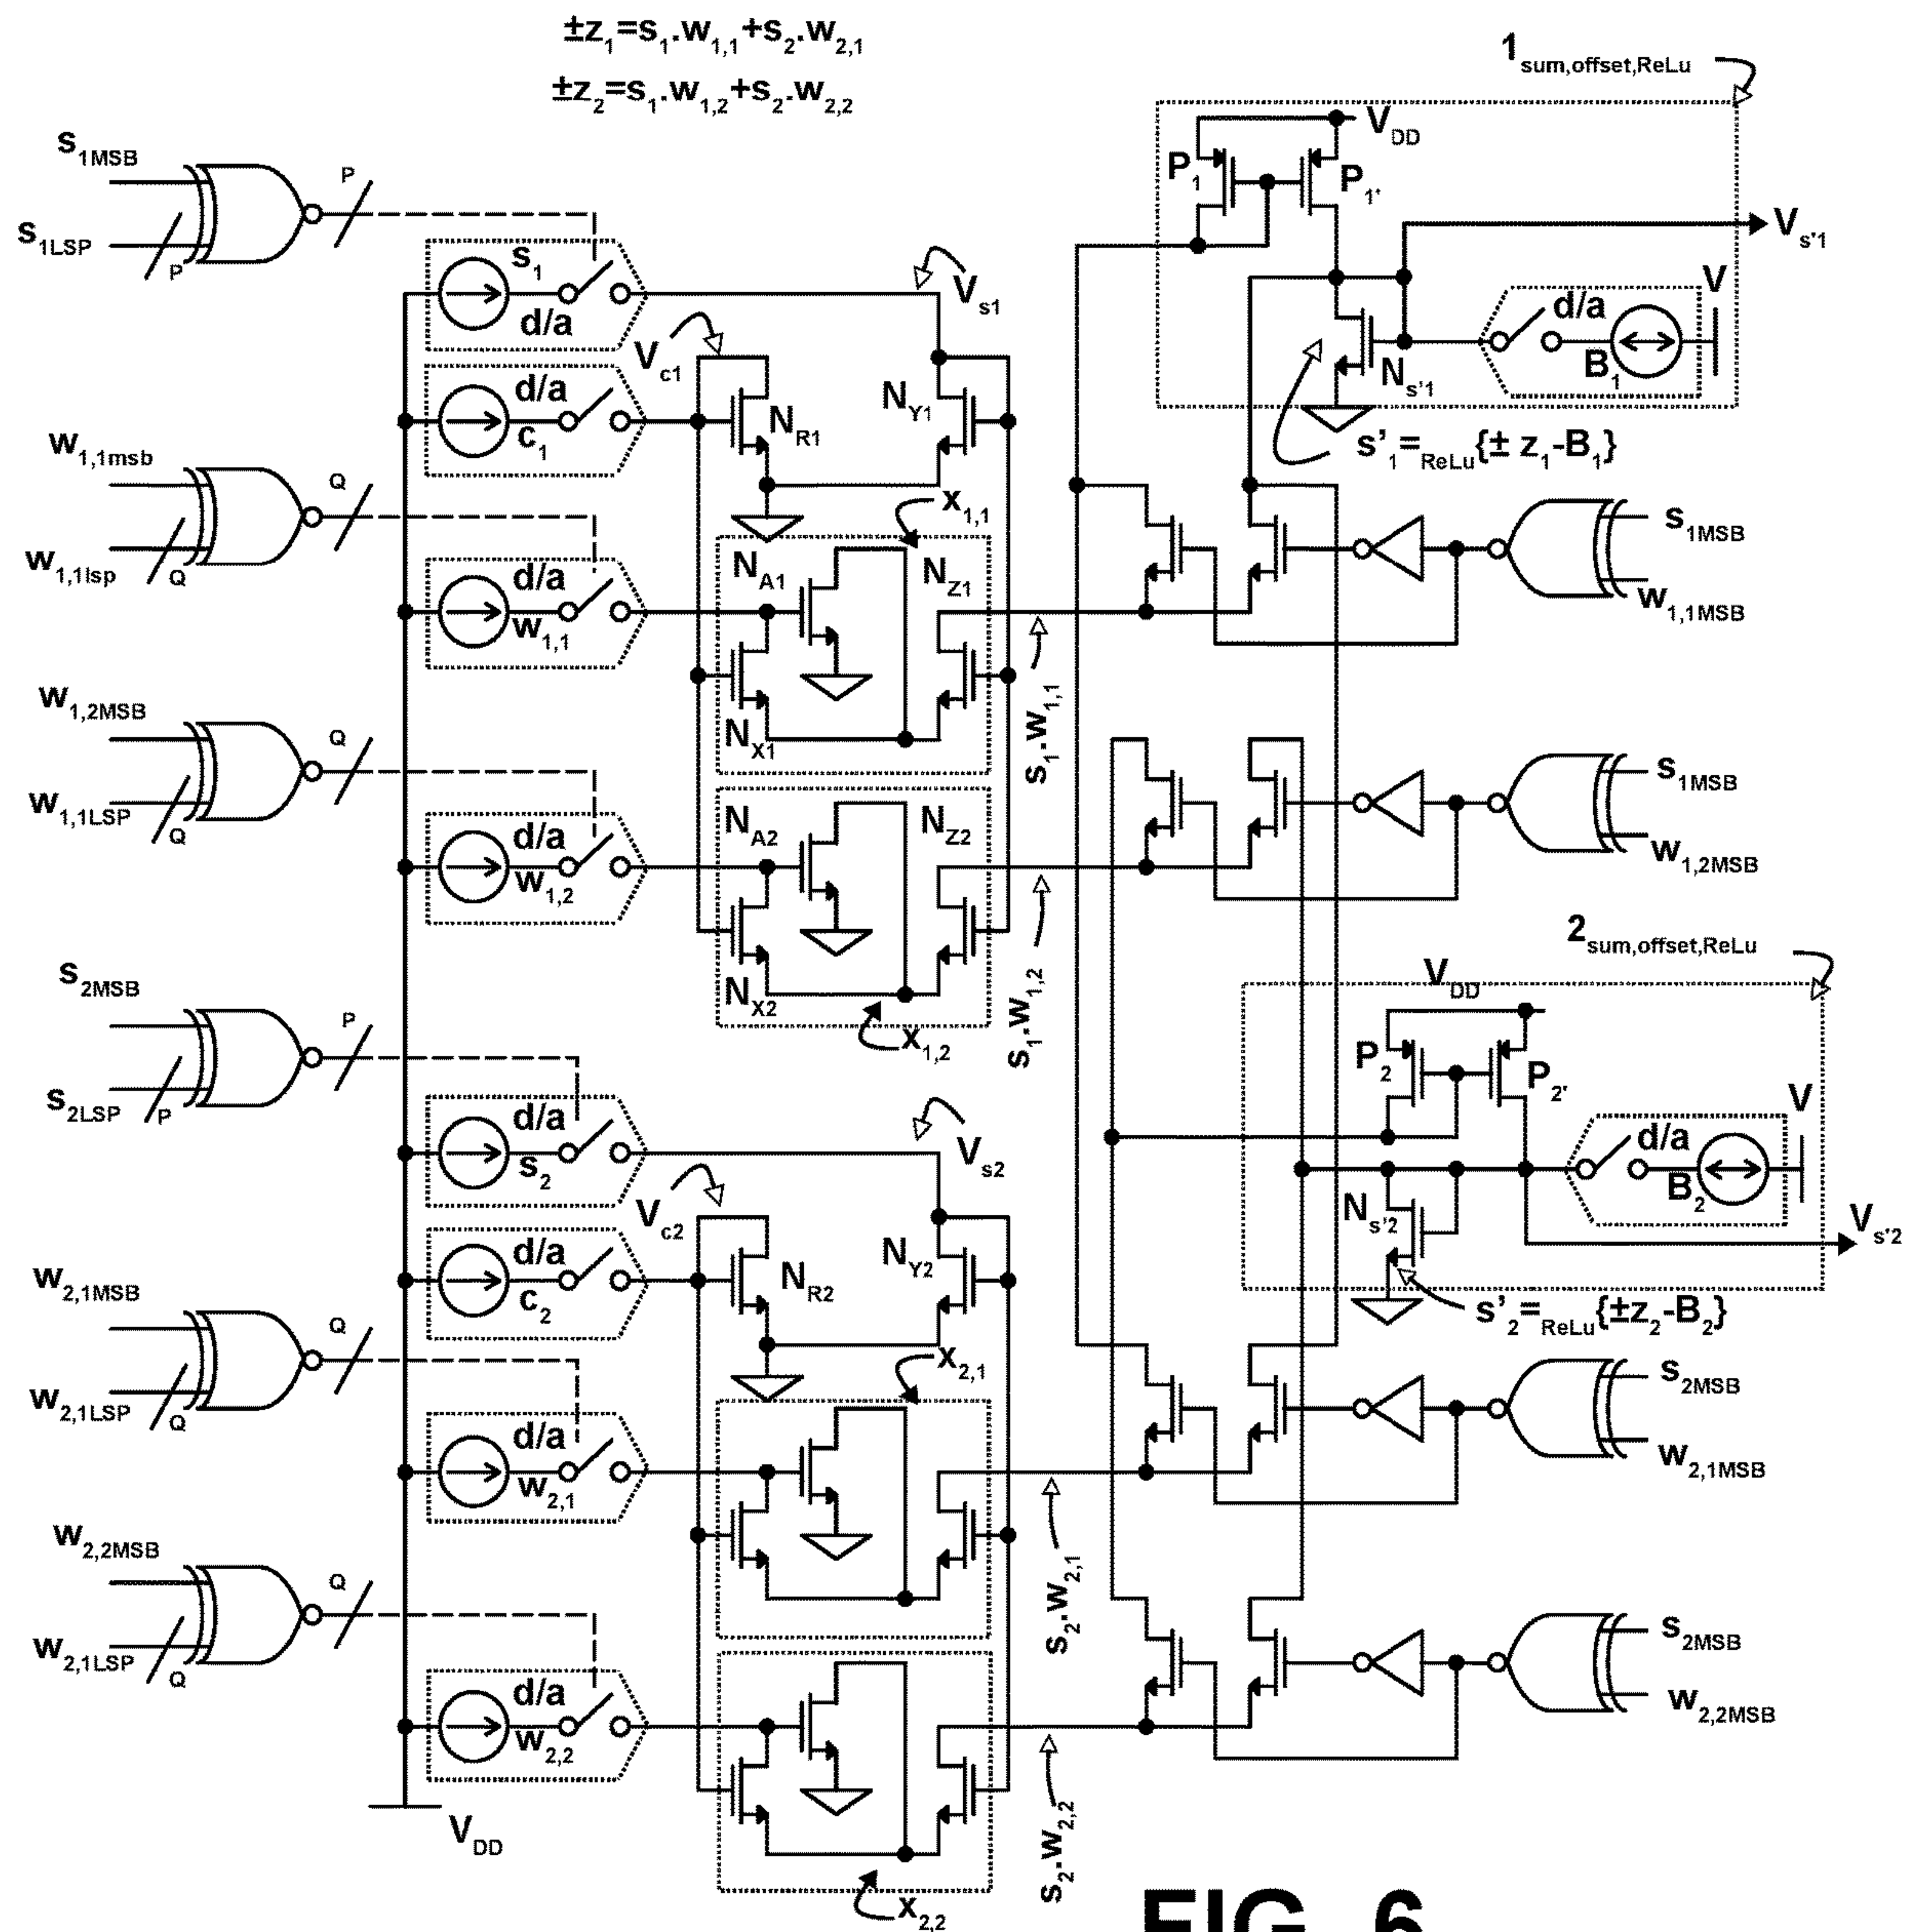 ±z1=s1.w1,1+s2.w2,1
±z2=s1.w1,2+s2.w2,2
1sum,offset,ReLu
VDD
P1
P1'
Vs'1
V
d/a
B1
Ns'1
s'1=ReLu{± z1-B1}
s1MSB
s1LSP
P
P
s1
d/a
Vs1
Vc1
d/a
c1
NR1
NY1
w1,1msb
w1,1lsp
Q
Q
d/a
w1,1
x1,1
NA1
NZ1
NX1
s1.w1,1
s1MSB
w1,1MSB
w1,2MSB
w1,1LSP
Q
Q
d/a
w1,2
NA2
NZ2
NX2
x1,2
s1.w1,2
s1MSB
w1,2MSB
2sum,offset,ReLu
VDD
P2
P2'
V
d/a
B2
Ns'2
Vs'2
s'2=ReLu{±z2-B2}
s2MSB
s2LSP
P
P
d/a
s2
Vs2
Vc2
d/a
c2
NR2
NY2
w2,1MSB
w2,1LSP
Q
Q
d/a
w2,1
x2,1
s2.w2,1
s2MSB
w2,1MSB
w2,2MSB
w2,1LSP
Q
Q
d/a
w2,2
x2,2
s2.w2,2
s2MSB
w2,2MSB
VDD
FIG. 6